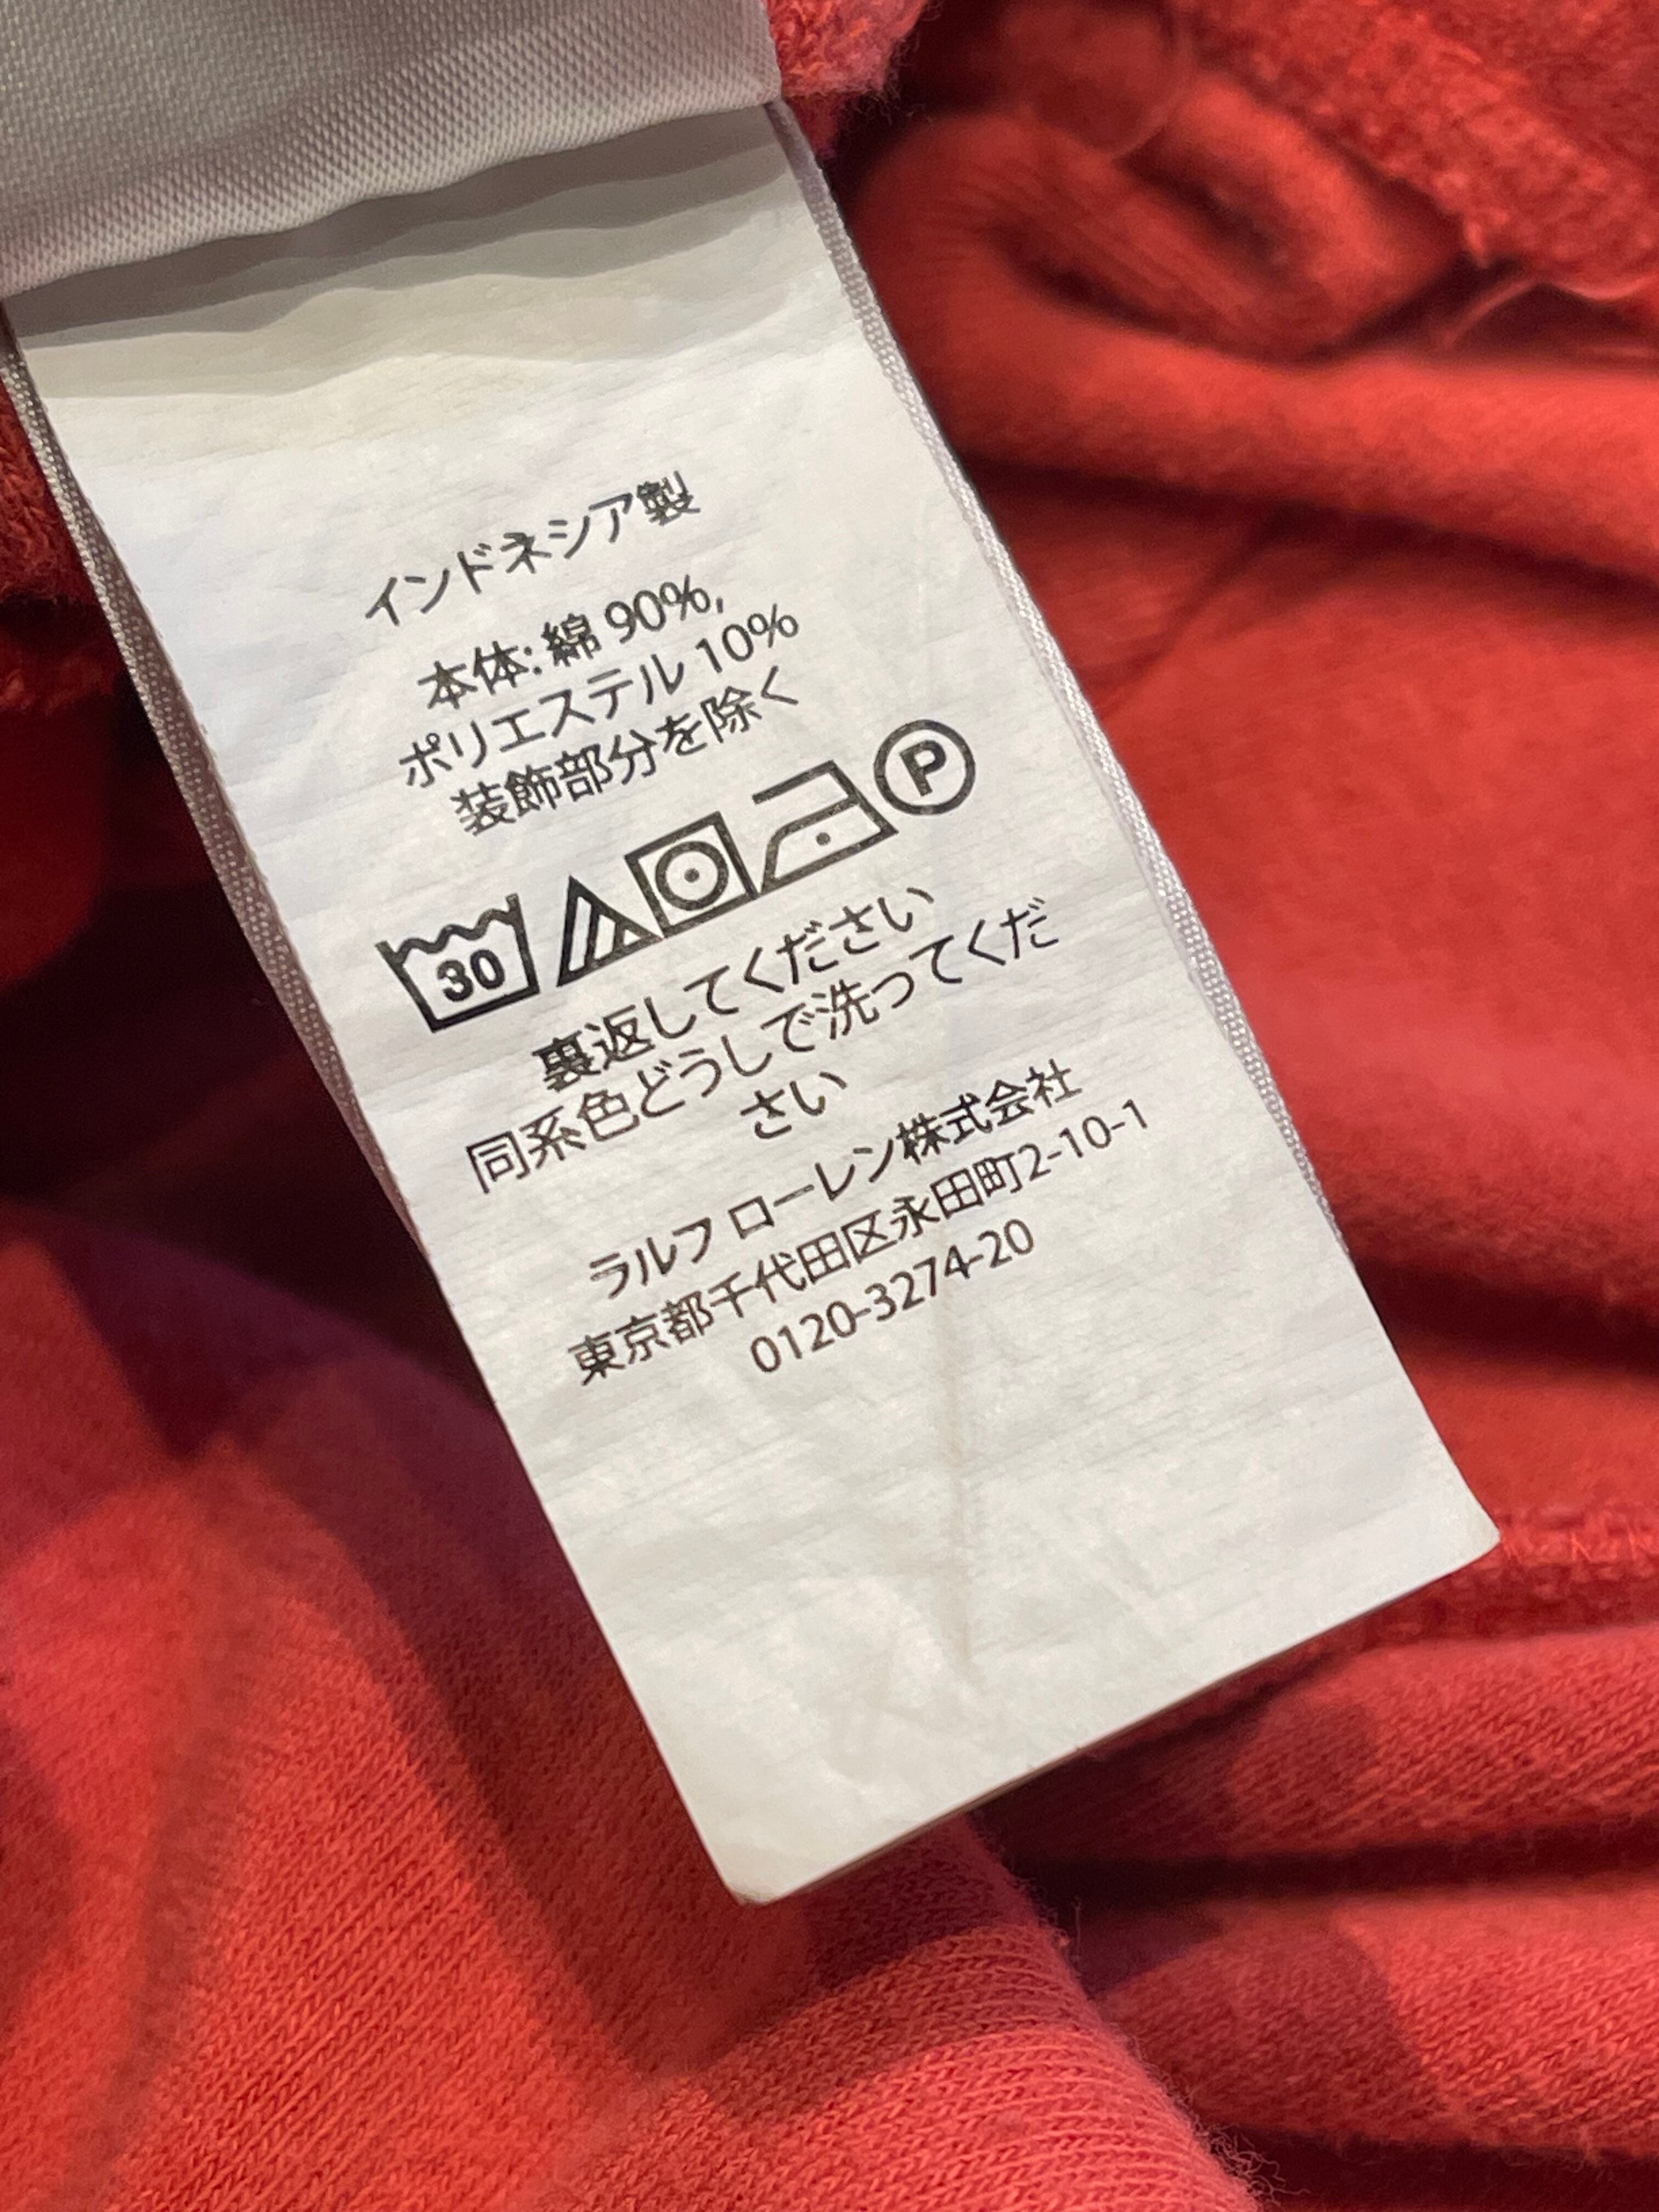 インドネシア製
本体: 綿 90%,
ポリエステル 10%
装飾部分を除く
30 P
裏返してください
同系色どうしで洗ってくだ
さい
ラルフ ローレン株式会社
東京都千代田区永田町2-10-1
0120-3274-20